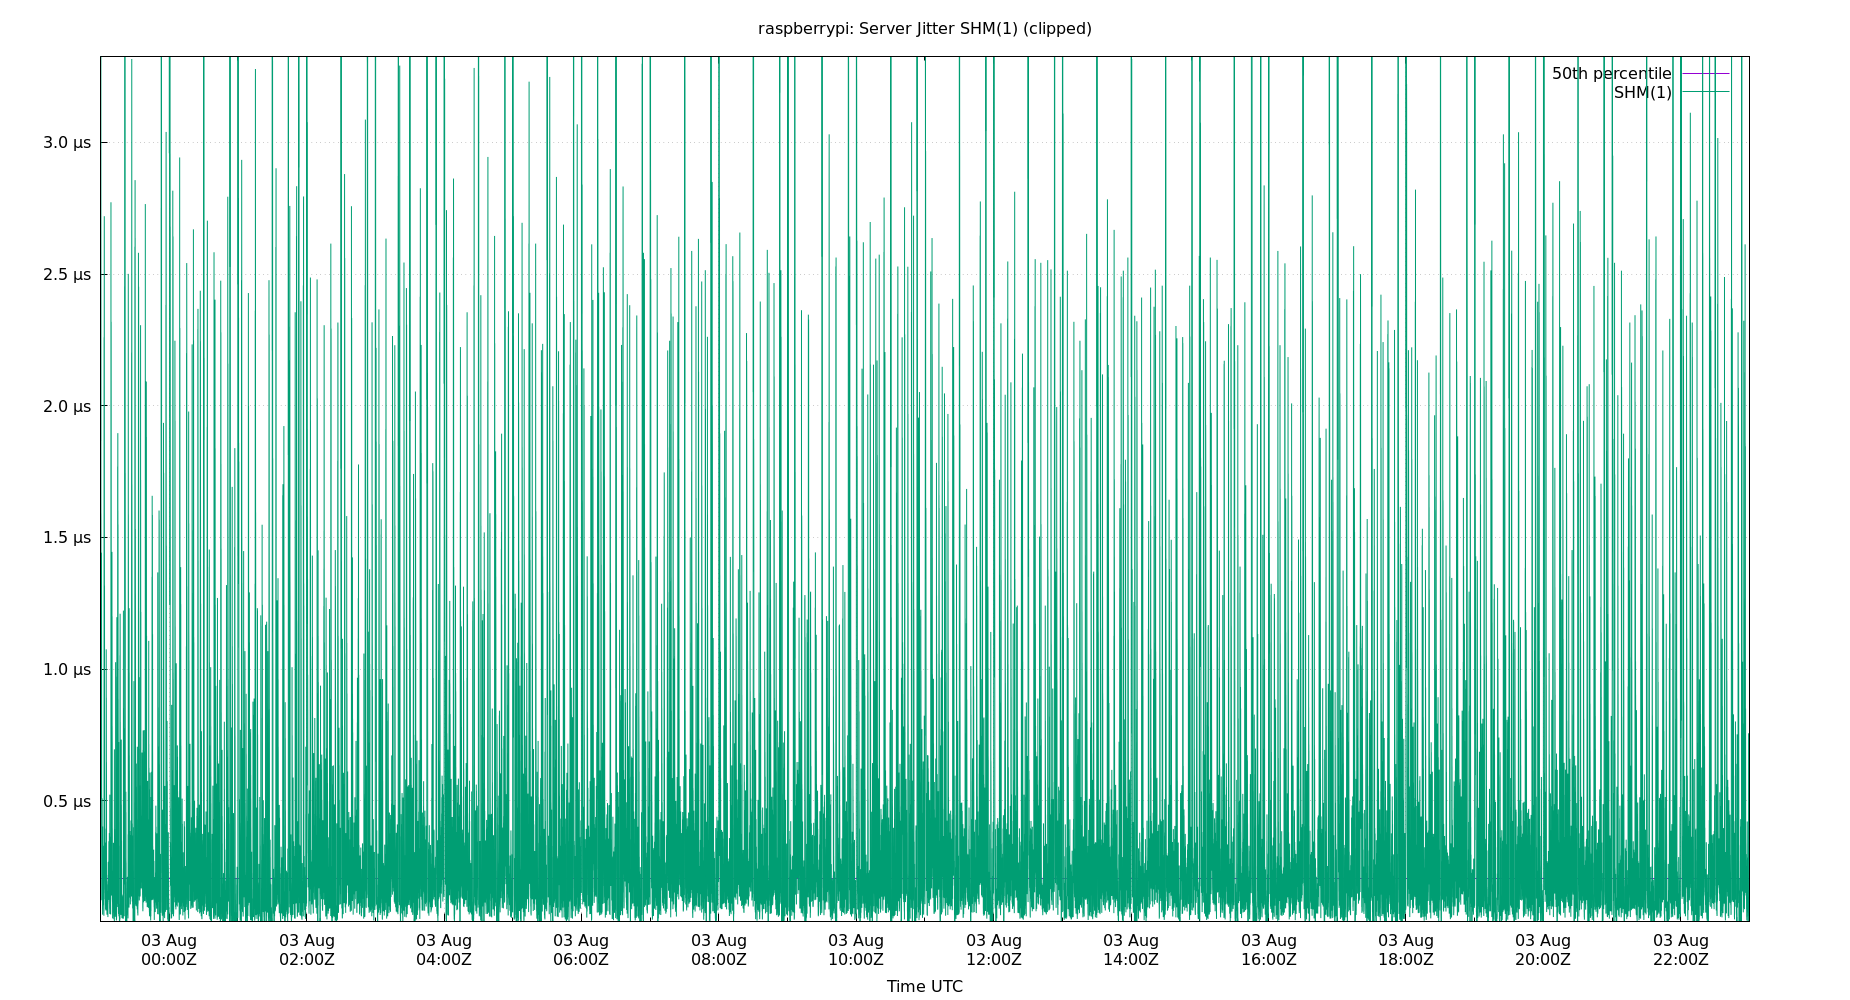 raspberrypi: Server Jitter SHM(1) (clipped)
50th percentile
SHM(1)
3.0 µs
2.5 µs
2.0 µs
1.5 µs
1.0 µs
0.5 µs
03 Aug 03 Aug 03 Aug 03 Aug 03 Aug 03 Aug 03 Aug 03 Aug 03 Aug 03 Aug 03 Aug 03 Aug
00:00Z 02:00Z 04:00Z 06:00Z 08:00Z 10:00Z 12:00Z 14:00Z 16:00Z 18:00Z 20:00Z 22:00Z
Time UTC